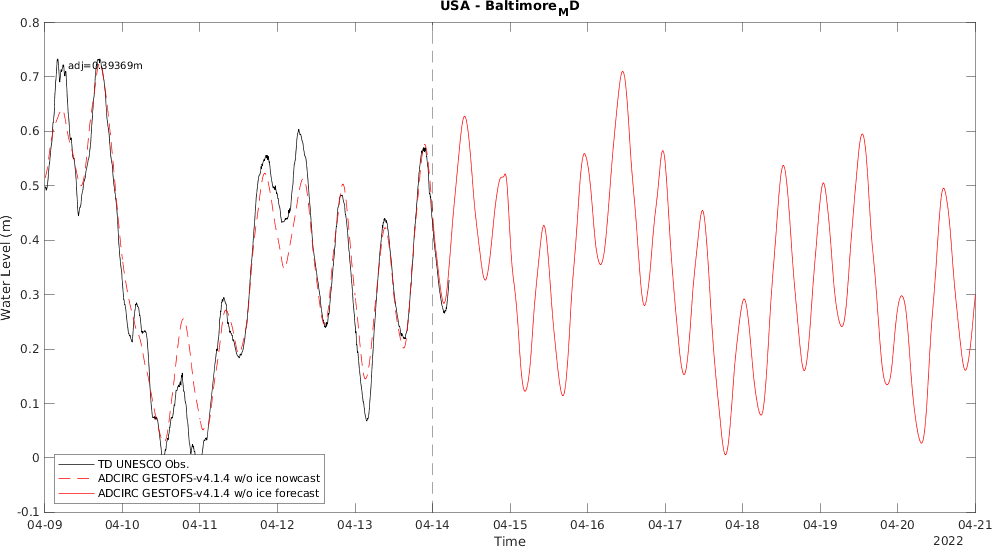 USA - Baltimore_MD
0.8
adj=0.39369m
0.7
0.6
0.5
0.4
0.3
0.2
0.1
0
-0.1
Water Level (m)
TD UNESCO Obs.
ADCIRC GESTOFS-v4.1.4 w/o ice nowcast
ADCIRC GESTOFS-v4.1.4 w/o ice forecast
04-09 04-10 04-11 04-12 04-13 04-14 04-15 04-16 04-17 04-18 04-19 04-20 04-21
Time
2022